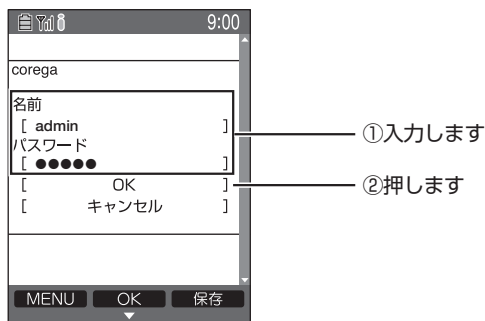 9:00
corega
名前
[ admin ]
①入力します
パスワード
[ ●●●●● ]
[ OK ]
②押します
[ キャンセル ]
MENU OK 保存